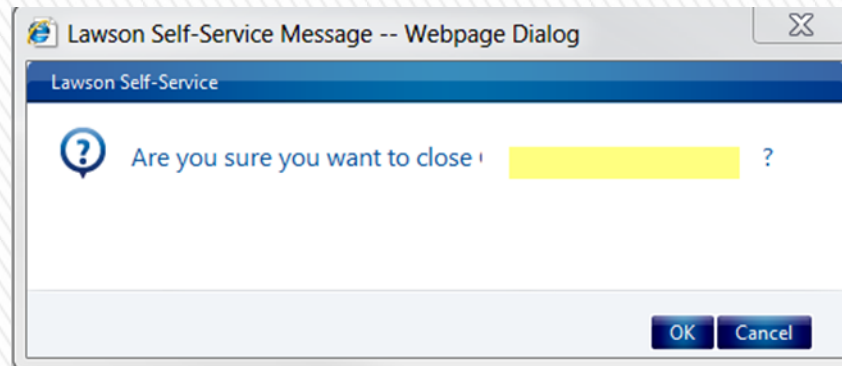 Lawson Self-Service Message -- Webpage Dialog
Lawson Self-Service
Are you sure you want to close ?
OK Cancel